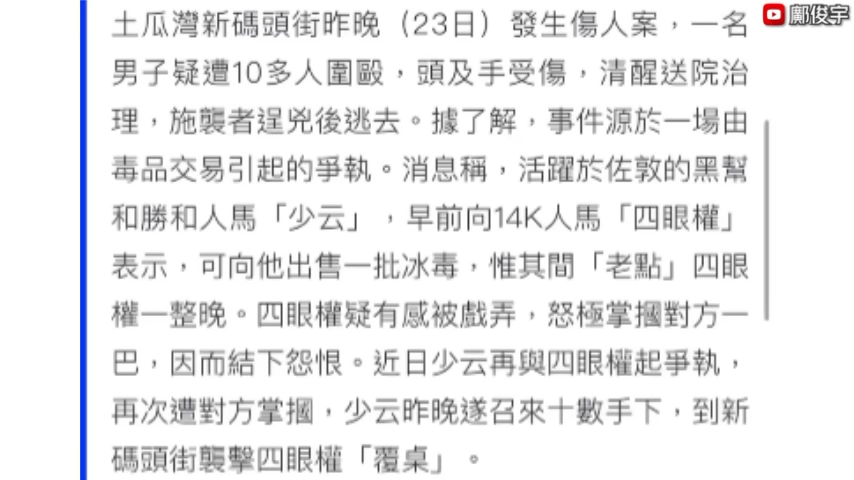 鄺俊宇
土瓜灣新碼頭街昨晚（23日）發生傷人案，一名
男子疑遭10多人圍毆，頭及手受傷，清醒送院治
理，施襲者逞兇後逃去。據了解，事件源於一場由
毒品交易引起的爭執。消息稱，活躍於佐敦的黑幫
和勝和人馬「少云」，早前向14K人馬「四眼權」
表示，可向他出售一批冰毒，惟其間「老點」四眼
權一整晚。四眼權疑有感被戲弄，怒極掌摑對方一
巴，因而結下怨恨。近日少云再與四眼權起爭執，
再次遭對方掌摑，少云昨晚遂召來十數手下，到新
碼頭街襲擊四眼權「覆桌」。